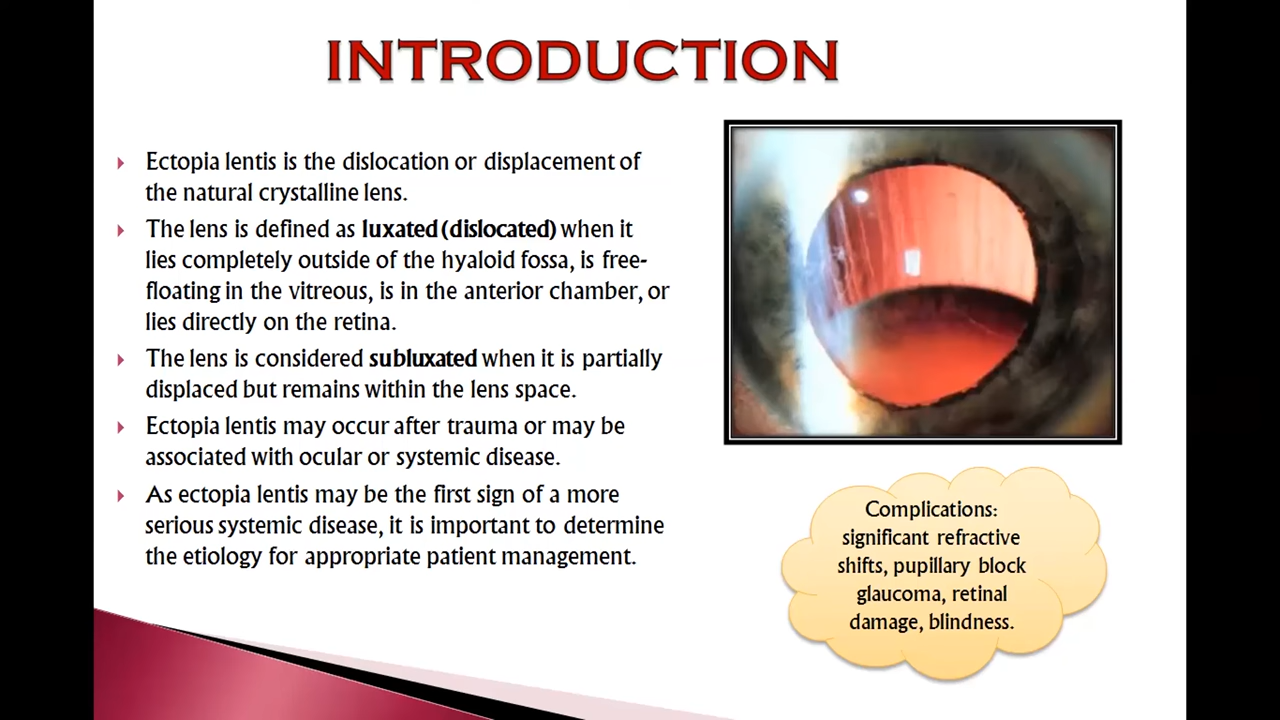 INTRODUCTION
Ectopia lentis is the dislocation or displacement of
the natural crystalline lens.
The lens is defined as luxated (dislocated) when it
lies completely outside of the hyaloid fossa, is free-
floating in the vitreous, is in the anterior chamber, or
lies directly on the retina.
The lens is considered subluxated when it is partially
displaced but remains within the lens space.
Ectopia lentis may occur after trauma or may be
associated with ocular or systemic disease.
As ectopia lentis may be the first sign of a more
serious systemic disease, it is important to determine
the etiology for appropriate patient management.
Complications:
significant refractive
shifts, pupillary block
glaucoma, retinal
damage, blindness.